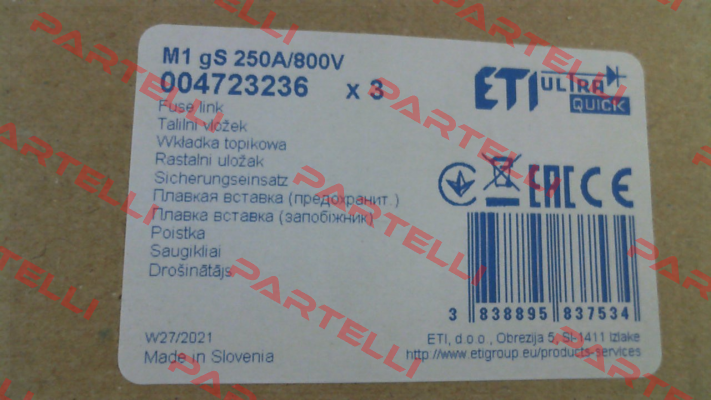 M1 gS 250A/800V
004723236 x 3
ETI ULTRA QUICK
Fuse link
Talilni vložek
Wkładka topikowa
Rastalni uložak
Sicherungseinsatz
Плавкая вставка (предохранит.)
Плавка вставка (запобіжник)
Poistka
Saugikliai
Drošinātājs
EAC CE
3 838895 837534
W27/2021
Made in Slovenia
ETI, d.o.o., Obrezija 5, SI-1411 Izlake
http://www.etigroup.eu/products-services
PARTELLI